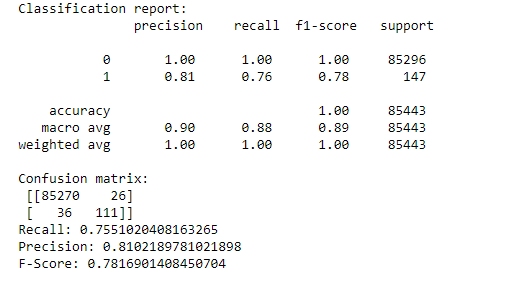 Classification report:
precision recall f1-score support
0 1.00 1.00 1.00 85296
1 0.81 0.76 0.78 147
accuracy 1.00 85443
macro avg 0.90 0.88 0.89 85443
weighted avg 1.00 1.00 1.00 85443
Confusion matrix:
[[85270 26]
[ 36 111]]
Recall: 0.7551020408163265
Precision: 0.8102189781021898
F-Score: 0.7816901408450704